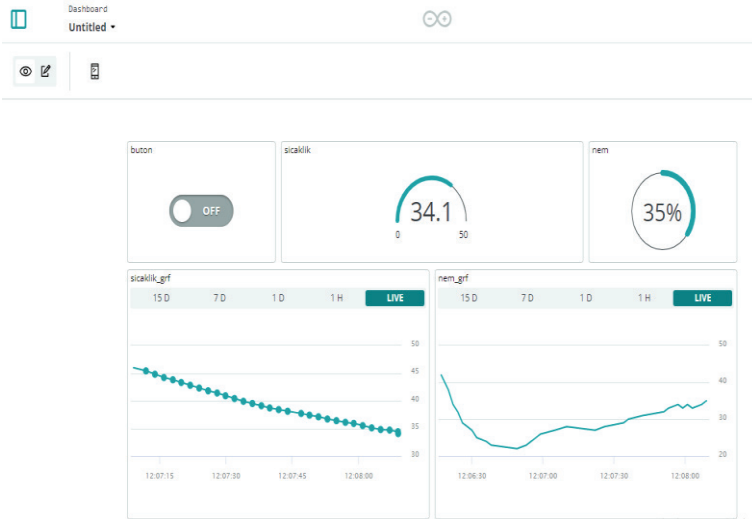 Dashboard
Untitled
buton
sicaklik
nem
OFF
34.1
0 50
35%
sicaklik_grf
nem_grf
15 D 7 D 1 D 1 H LIVE
15 D 7 D 1 D 1 H LIVE
50
45
40
35
30
12:07:15 12:07:30 12:07:45 12:08:00
50
40
30
20
12:06:30 12:07:00 12:07:30 12:08:00